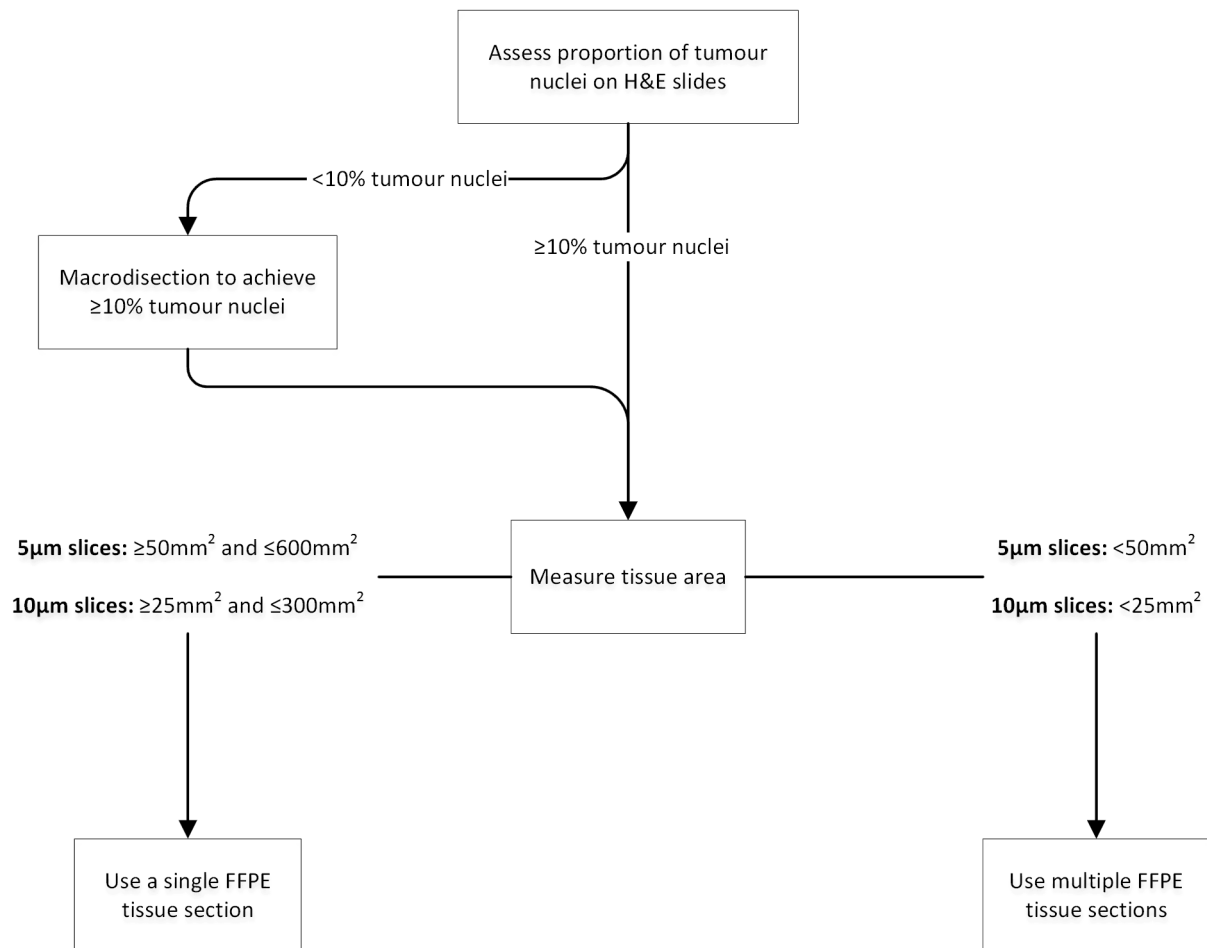 Assess proportion of tumour
nuclei on H&E slides
<10% tumour nuclei
≥10% tumour nuclei
Macrodisection to achieve
≥10% tumour nuclei
5µm slices: ≥50mm² and ≤600mm²
10µm slices: ≥25mm² and ≤300mm²
Measure tissue area
5µm slices: <50mm²
10µm slices: <25mm²
Use a single FFPE
tissue section
Use multiple FFPE
tissue sections